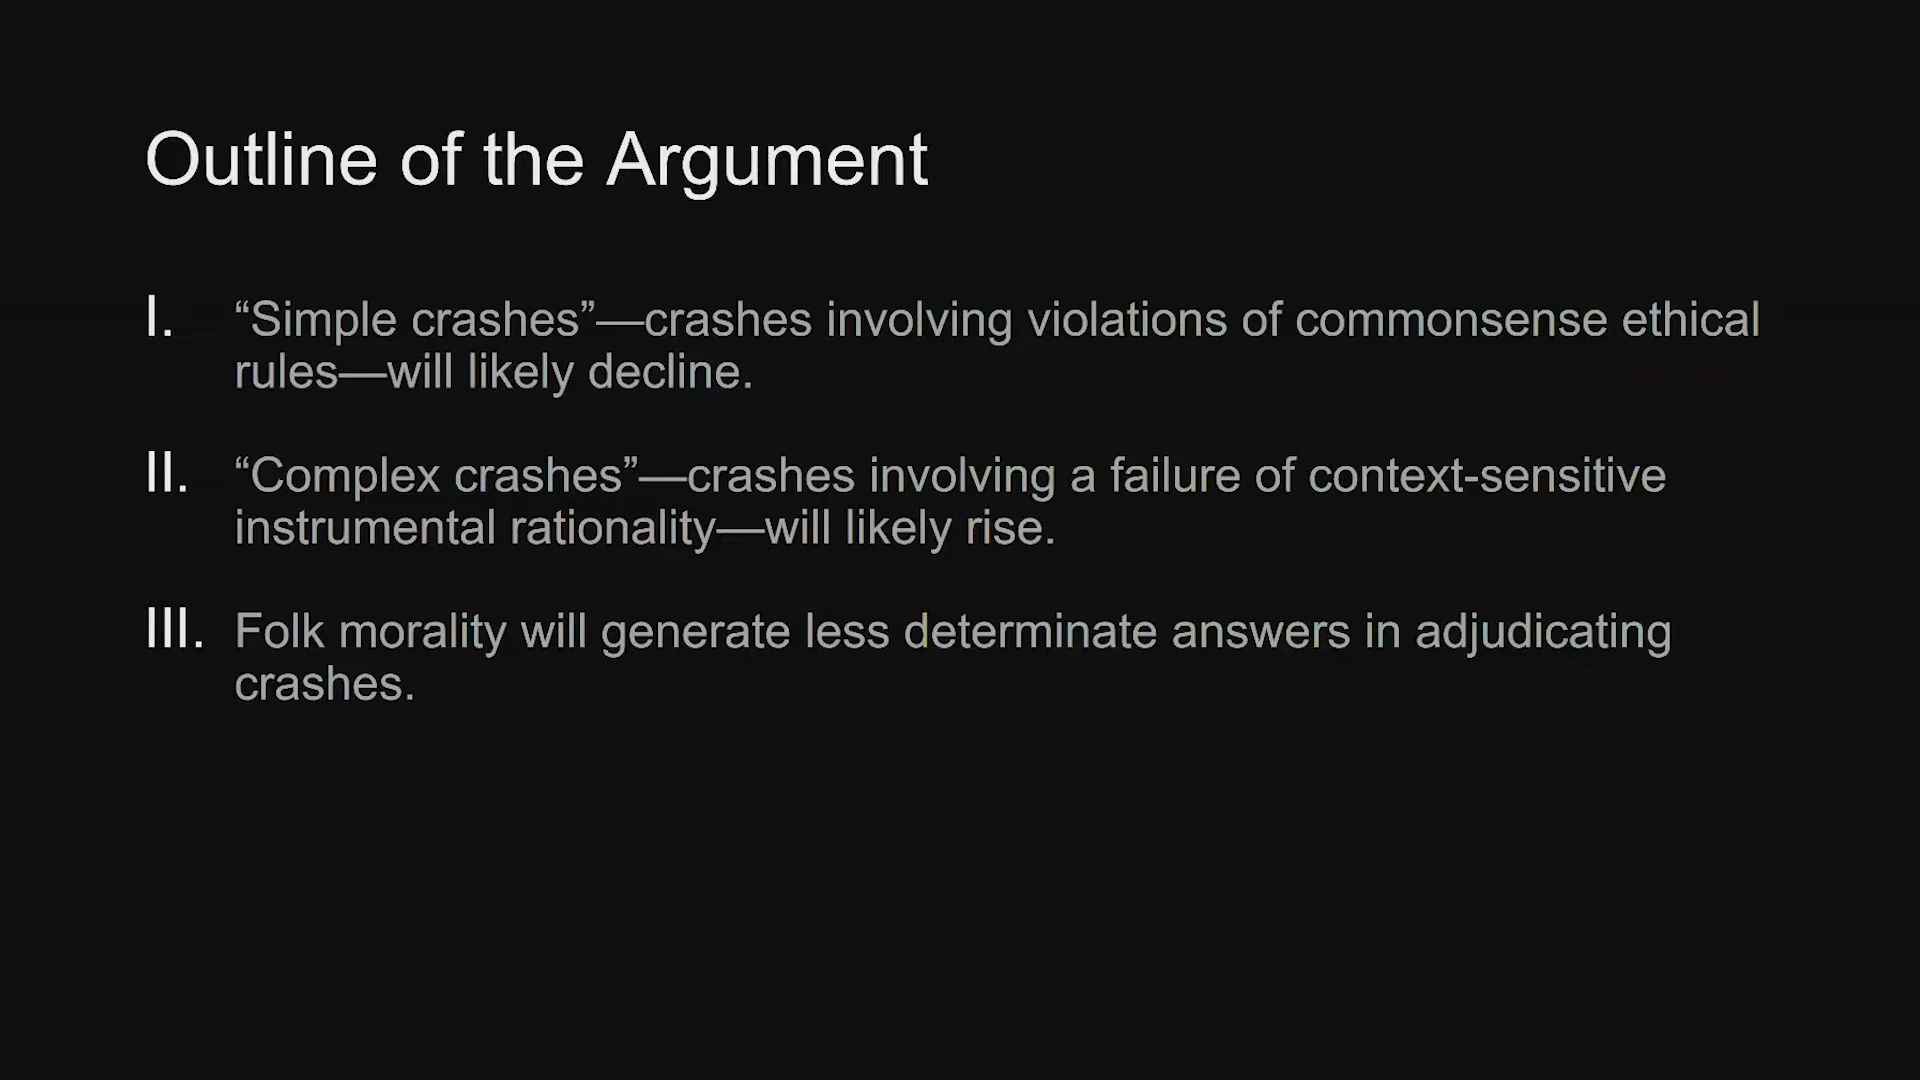 Outline of the Argument
I. “Simple crashes”—crashes involving violations of commonsense ethical
rules—will likely decline.
II. “Complex crashes”—crashes involving a failure of context-sensitive
instrumental rationality—will likely rise.
III. Folk morality will generate less determinate answers in adjudicating
crashes.